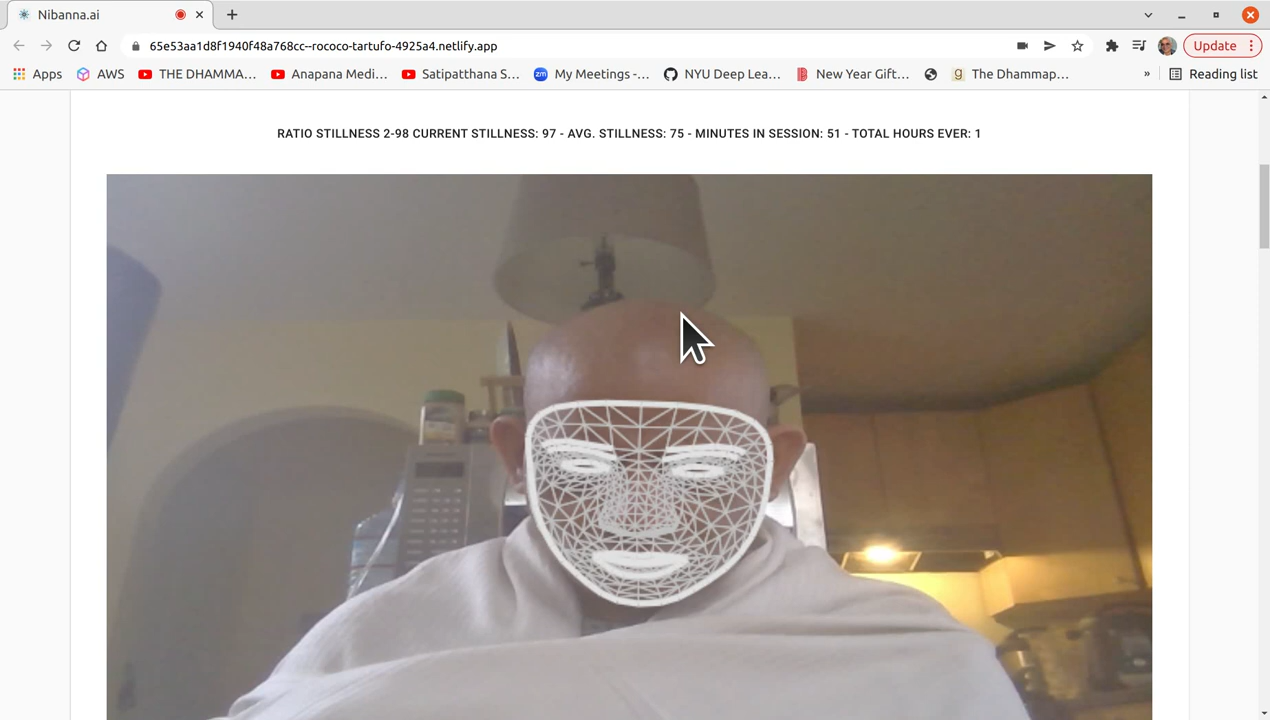 Nibanna.ai
65e53aa1d8f1940f48a768cc--rococo-tartufo-4925a4.netlify.app
Update
Apps AWS THE DHAMMA... Anapana Medi... Satipatthana S... zm My Meetings -... NYU Deep Lea... New Year Gift... g The Dhammap... » Reading list
RATIO STILLNESS 2-98 CURRENT STILLNESS: 97 - AVG. STILLNESS: 75 - MINUTES IN SESSION: 51 - TOTAL HOURS EVER: 1